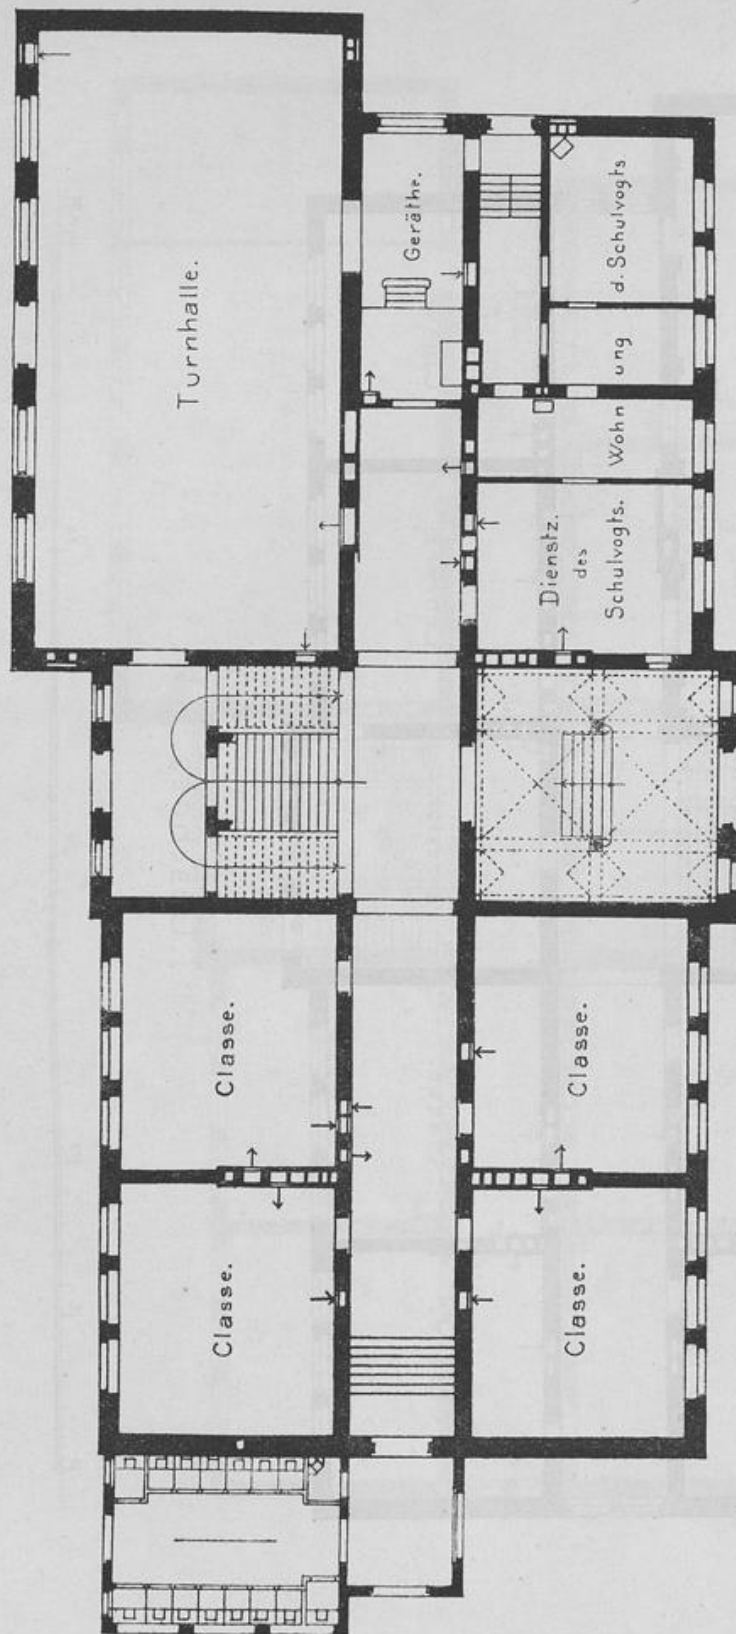 Turnhalle.
Geräthe.
Wohn ung d. Schulvogts
Dienstz.
des
Schulvogts.
Classe.
Classe.
Classe.
Classe.